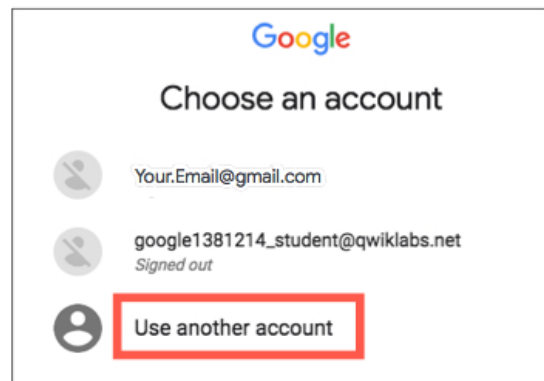 Google
Choose an account
Your.Email@gmail.com
google1381214_student@qwiklabs.net
Signed out
Use another account